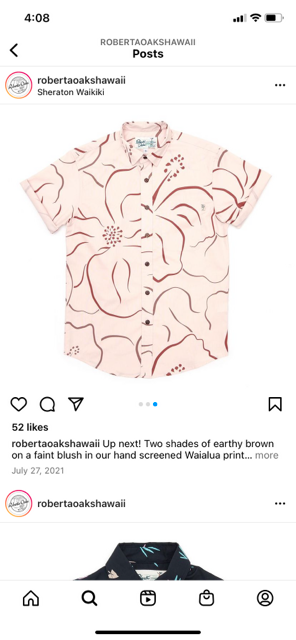 4:08
ROBERTAOAKSHAWAII
Posts
robertaoakshawaii
Sheraton Waikiki
52 likes
robertaoakshawaii Up next! Two shades of earthy brown
on a faint blush in our hand screened Waialua print... more
July 27, 2021
robertaoakshawaii